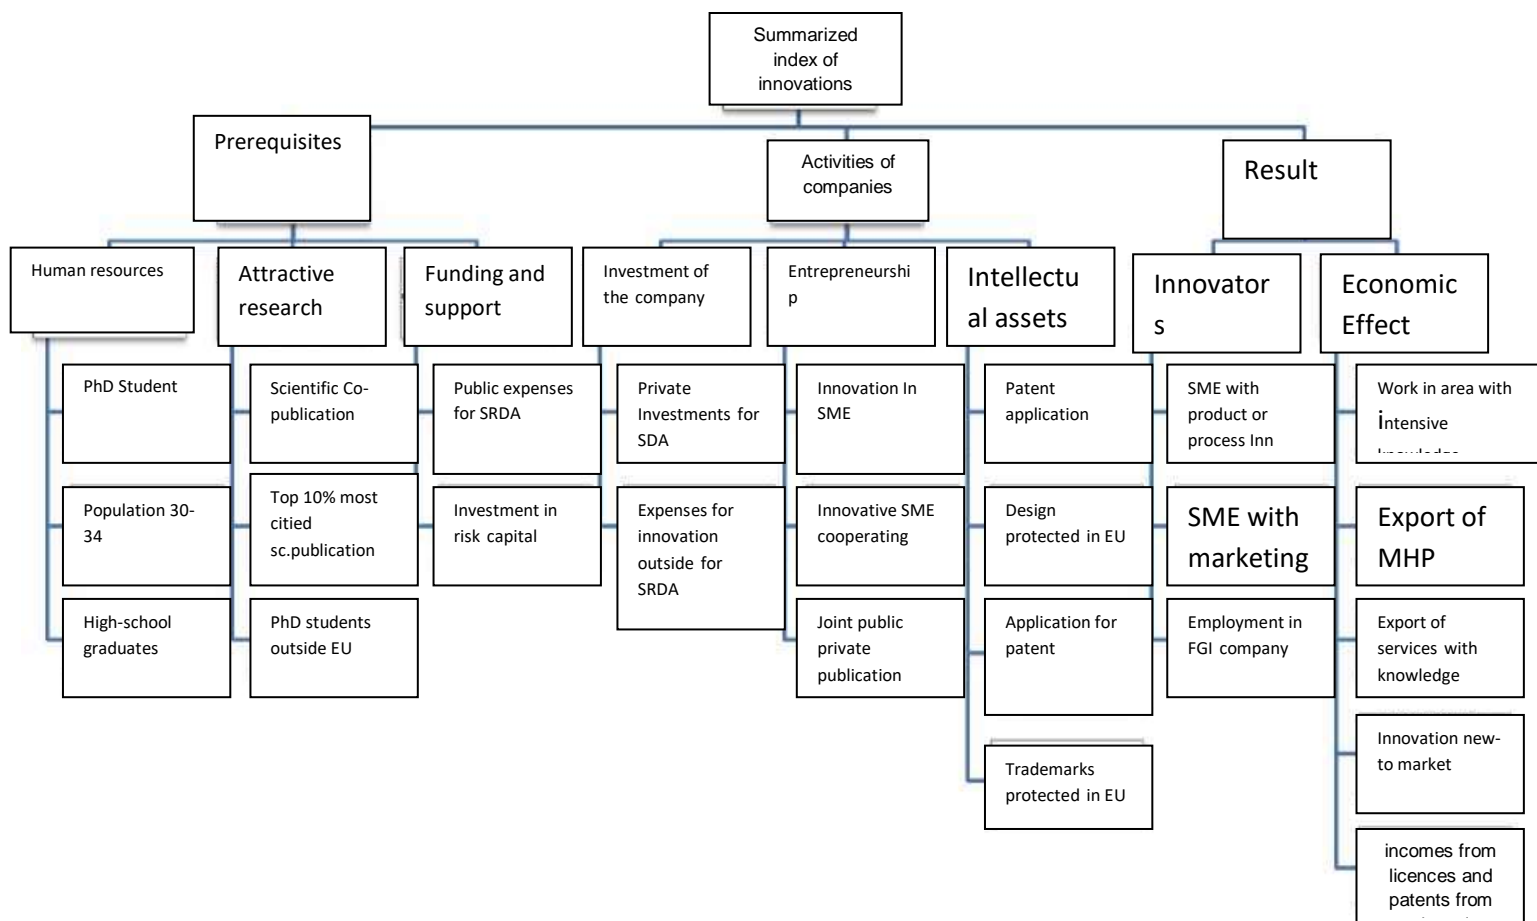 Summarized
index of
innovations
Prerequisites
Activities of
companies
Result
Human resources
Attractive
research
Funding and
support
Investment of
the company
Entrepreneurshi
p
Intellectu
al assets
Innovator
s
Economic
Effect
PhD Student
Population 30-
34
High-school
graduates
Scientific Co-
publication
Top 10% most
citied
sc.publication
PhD students
outside EU
Public expenses
for SRDA
Investment in
risk capital
Private
Investments for
SDA
Expenses for
innovation
outside for
SRDA
Innovation In
SME
Innovative SME
cooperating
Joint public
private
publication
Patent
application
Design
protected in EU
Application for
patent
Trademarks
protected in EU
SME with
product or
process Inn
SME with
marketing
Employment in
FGI company
Work in area with
intensive
Export of
MHP
Export of
services with
knowledge
Innovation new-
to market
incomes from
licences and
patents from